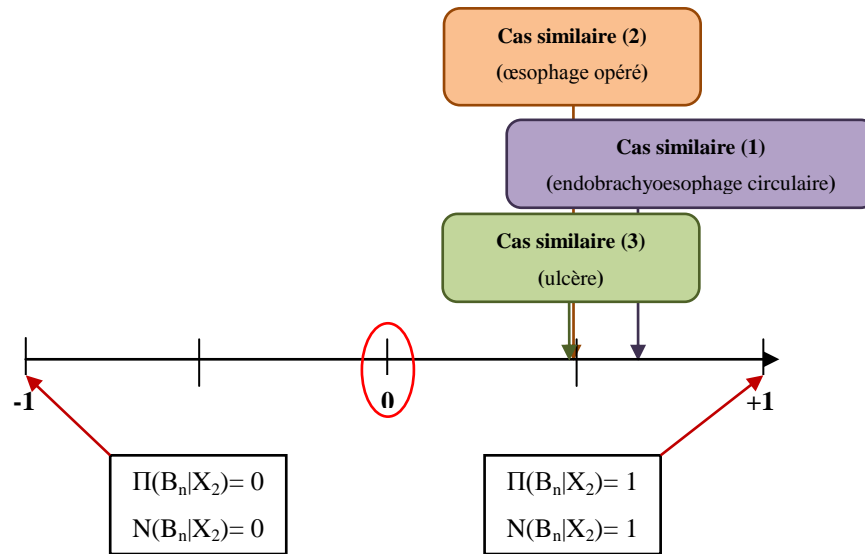 Cas similaire (2)
(œsophage opéré)
Cas similaire (1)
(endobrachyoesophage circulaire)
Cas similaire (3)
(ulcère)
-1
0
+1
Π(Bn|X2)= 0
N(Bn|X2)= 0
Π(Bn|X2)= 1
N(Bn|X2)= 1